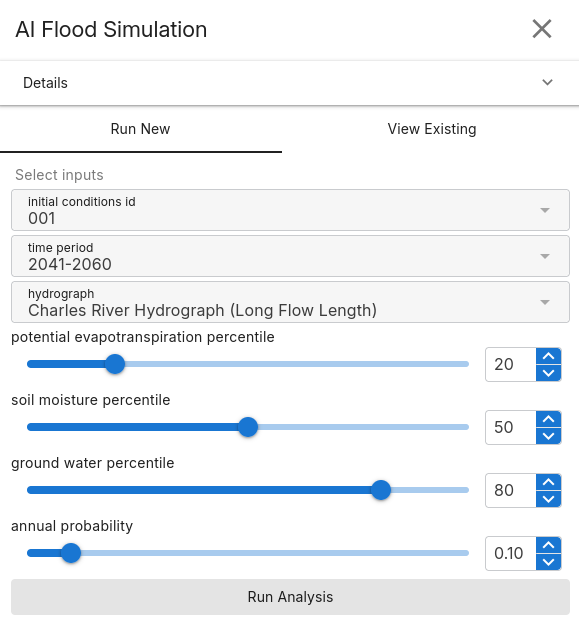 AI Flood Simulation
Details
Run New
View Existing
Select inputs
initial conditions id
001
time period
2041-2060
hydrograph
Charles River Hydrograph (Long Flow Length)
potential evapotranspiration percentile
20
soil moisture percentile
50
ground water percentile
80
annual probability
0.10
Run Analysis